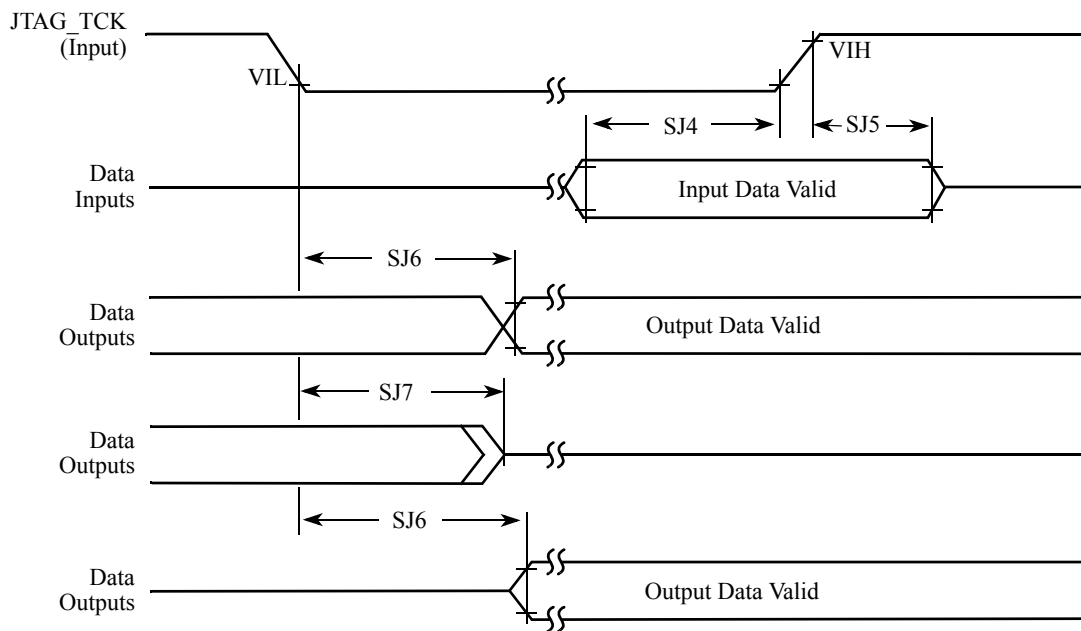 JTAG_TCK
(Input)
VIL
VIH
SJ4
SJ5
Data
Inputs
Input Data Valid
SJ6
Data
Outputs
Output Data Valid
SJ7
Data
Outputs
SJ6
Data
Outputs
Output Data Valid